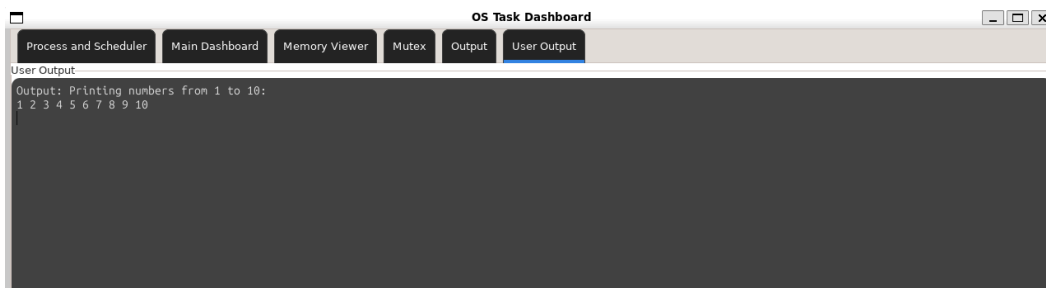 OS Task Dashboard
Process and Scheduler Main Dashboard Memory Viewer Mutex Output User Output
User Output
Output: Printing numbers from 1 to 10:
1 2 3 4 5 6 7 8 9 10